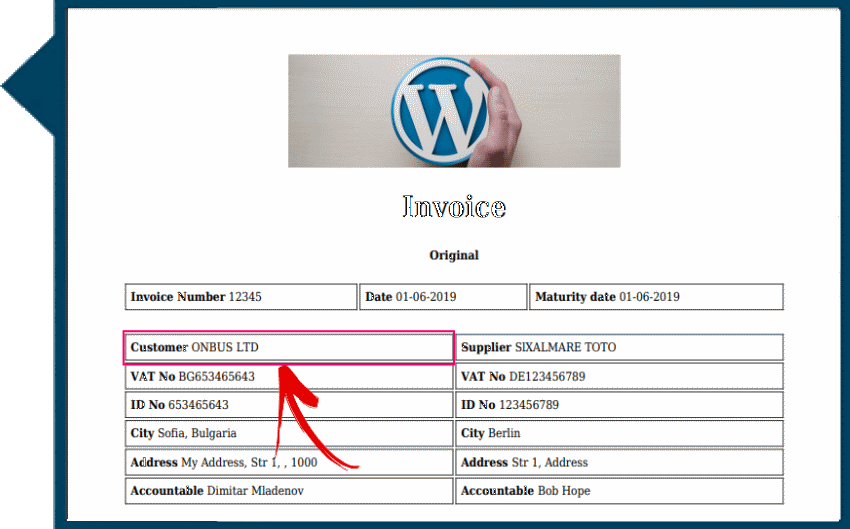 W
Invoice
Original
Invoice Number 12345 Date 01-06-2019 Maturity date 01-06-2019
Customer ONBUS LTD Supplier SIXALMARE TOTO
VAT No BG653465643 VAT No DE123456789
ID No 653465643 ID No 123456789
City Sofia, Bulgaria City Berlin
Address My Address, Str 1, , 1000 Address Str 1, Address
Accountable Dimitar Mladenov Accountable Bob Hope